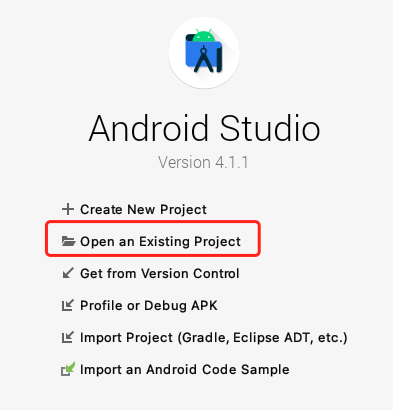 Android Studio
Version 4.1.1
Create New Project
Open an Existing Project
Get from Version Control
Profile or Debug APK
Import Project (Gradle, Eclipse ADT, etc.)
Import an Android Code Sample